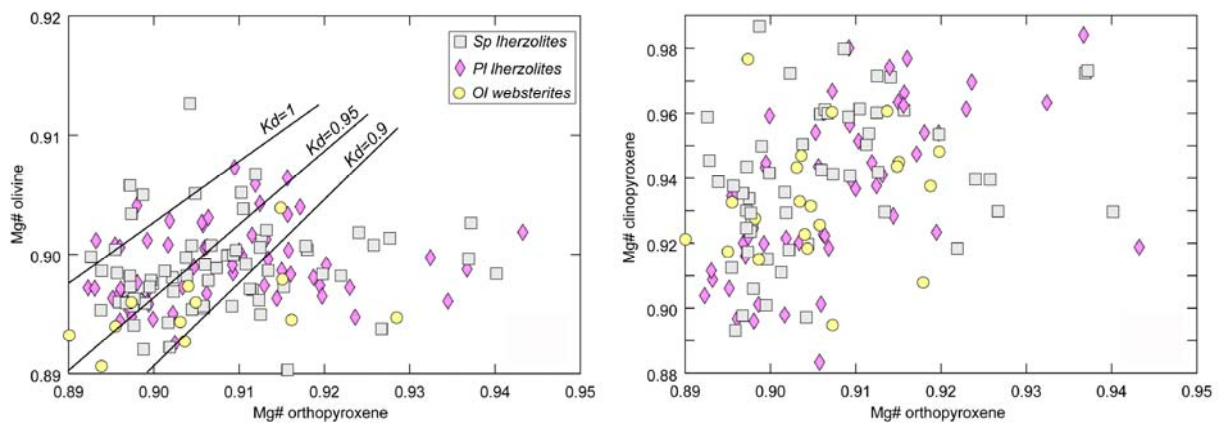 0.92
Sp lherzolites
Pl lherzolites
Ol websterites
Kd=1
Kd=0.95
Kd=0.9
0.91
0.90
0.89
Mg# olivine
0.89 0.90 0.91 0.92 0.93 0.94 0.95
Mg# orthopyroxene
0.98
0.96
0.94
0.92
0.90
0.88
Mg# clinopyroxene
0.89 0.90 0.91 0.92 0.93 0.94 0.95
Mg# orthopyroxene